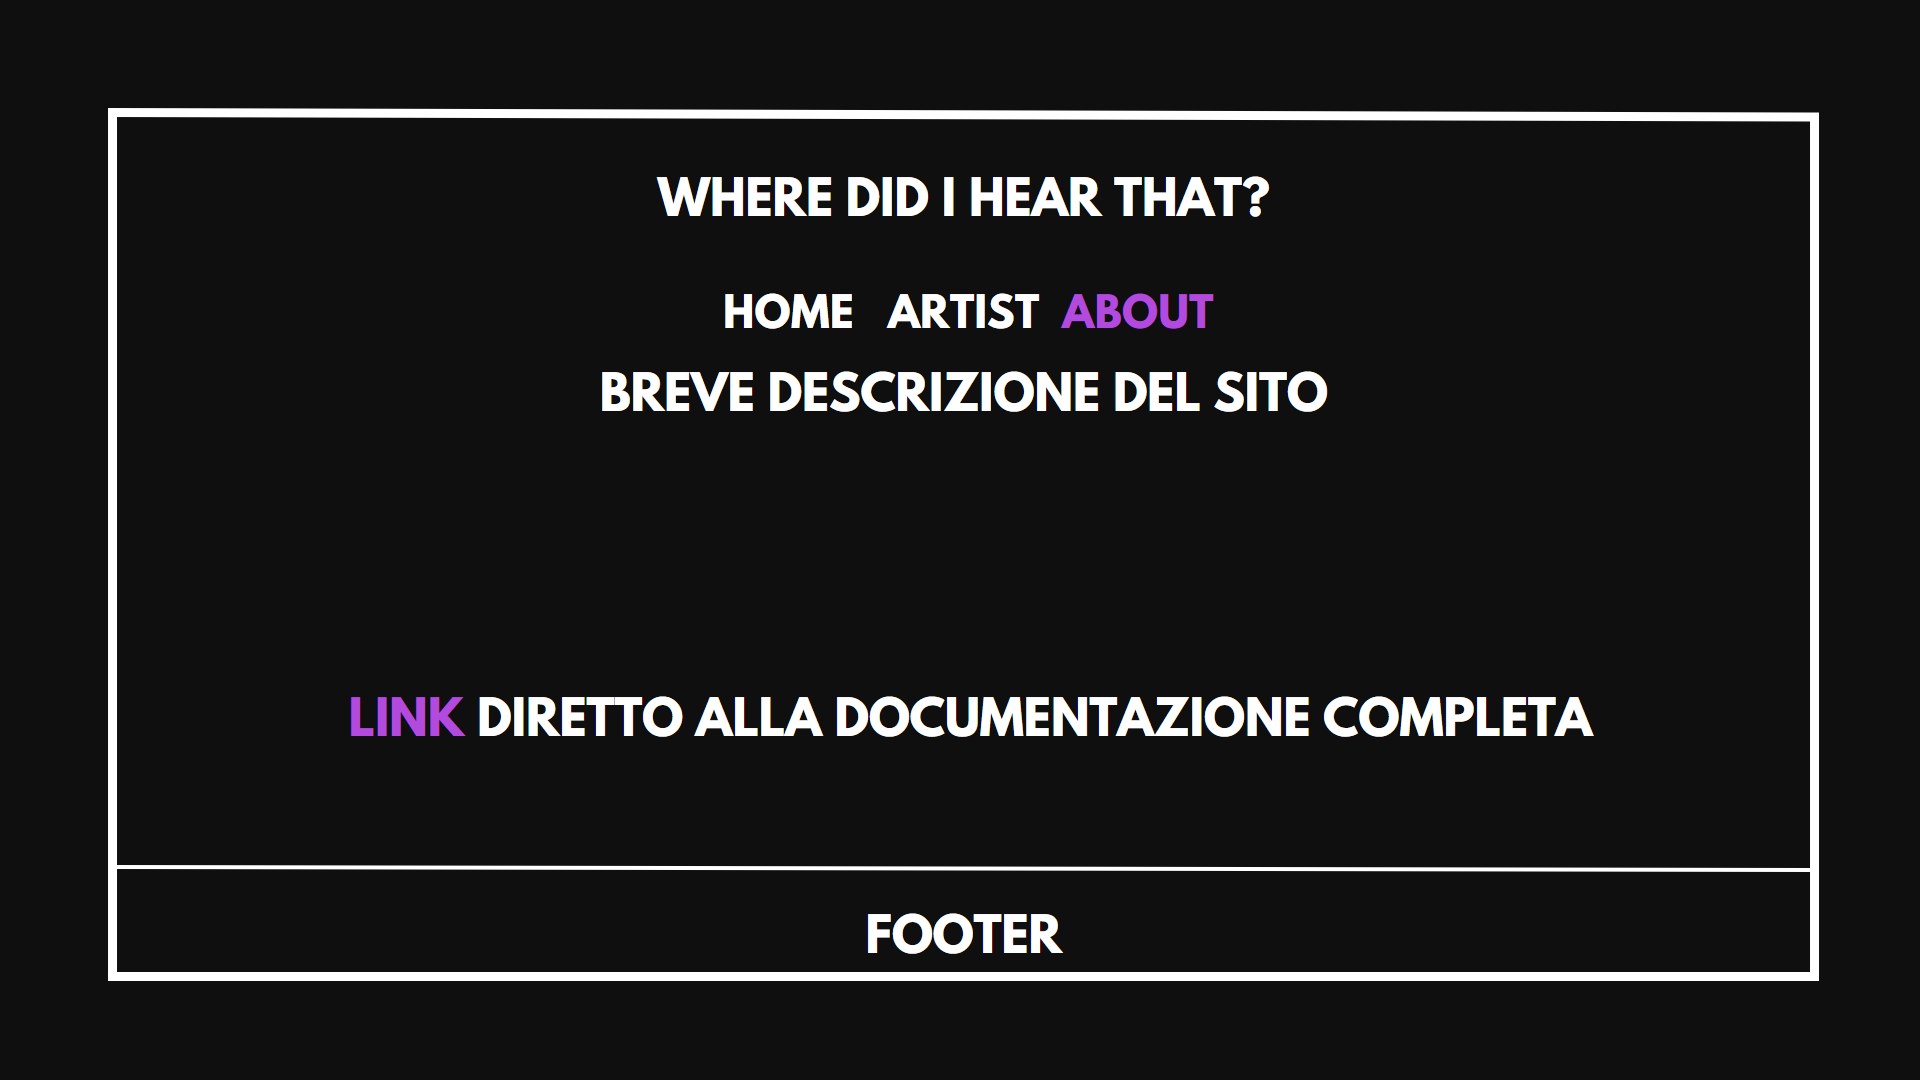 WHERE DID I HEAR THAT?
HOME ARTIST ABOUT
BREVE DESCRIZIONE DEL SITO
LINK DIRETTO ALLA DOCUMENTAZIONE COMPLETA
FOOTER